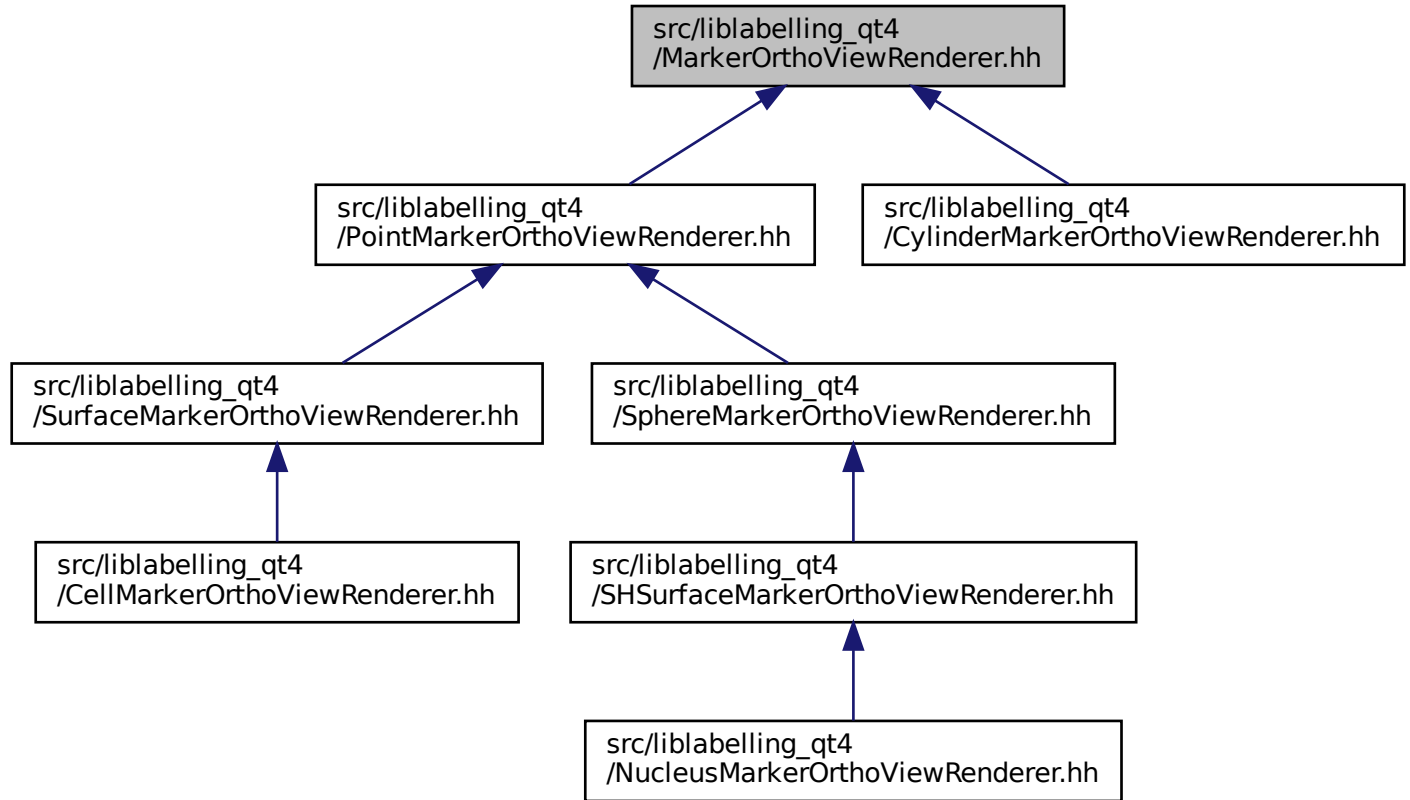 src/liblabelling_qt4
/MarkerOrthoViewRenderer.hh
src/liblabelling_qt4
/PointMarkerOrthoViewRenderer.hh
src/liblabelling_qt4
/CylinderMarkerOrthoViewRenderer.hh
src/liblabelling_qt4
/SurfaceMarkerOrthoViewRenderer.hh
src/liblabelling_qt4
/SphereMarkerOrthoViewRenderer.hh
src/liblabelling_qt4
/CellMarkerOrthoViewRenderer.hh
src/liblabelling_qt4
/SHSurfaceMarkerOrthoViewRenderer.hh
src/liblabelling_qt4
/NucleusMarkerOrthoViewRenderer.hh